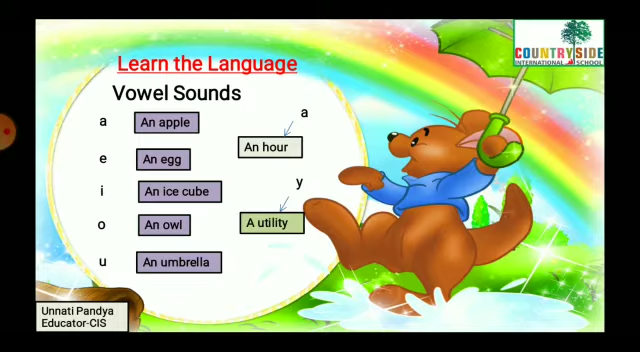 COUNTRYSIDE
INTERNATIONAL SCHOOL
Learn the Language
Vowel Sounds
a An apple
e An egg
i An ice cube
o An owl
u An umbrella
a
An hour
y
A utility
Unnati Pandya
Educator-CIS